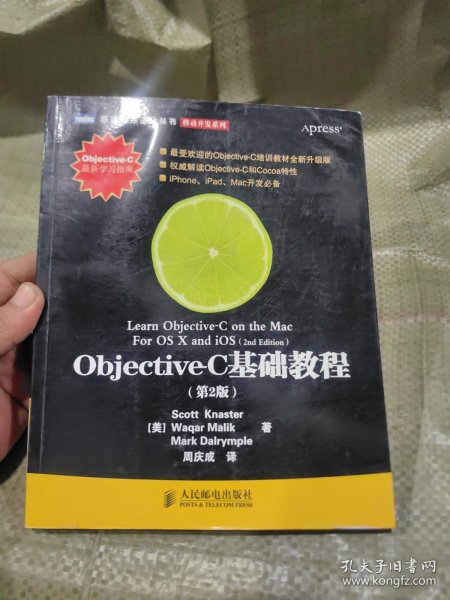 TURING
丛书
移动开发系列
Apress®
Objective-C
最新学习指南
最受欢迎的Objective-C培训教材全新升级版
权威解读Objective-C和Cocoa特性
iPhone、iPad、Mac开发必备
Learn Objective-C on the Mac
For OS X and iOS (2nd Edition)
Objective-C基础教程
(第2版)
Scott Knaster
[美] Waqar Malik 著
Mark Dalrymple
周庆成 译
人民邮电出版社
POSTS & TELECOM PRESS
孔夫子旧书网
www.kongfz.com